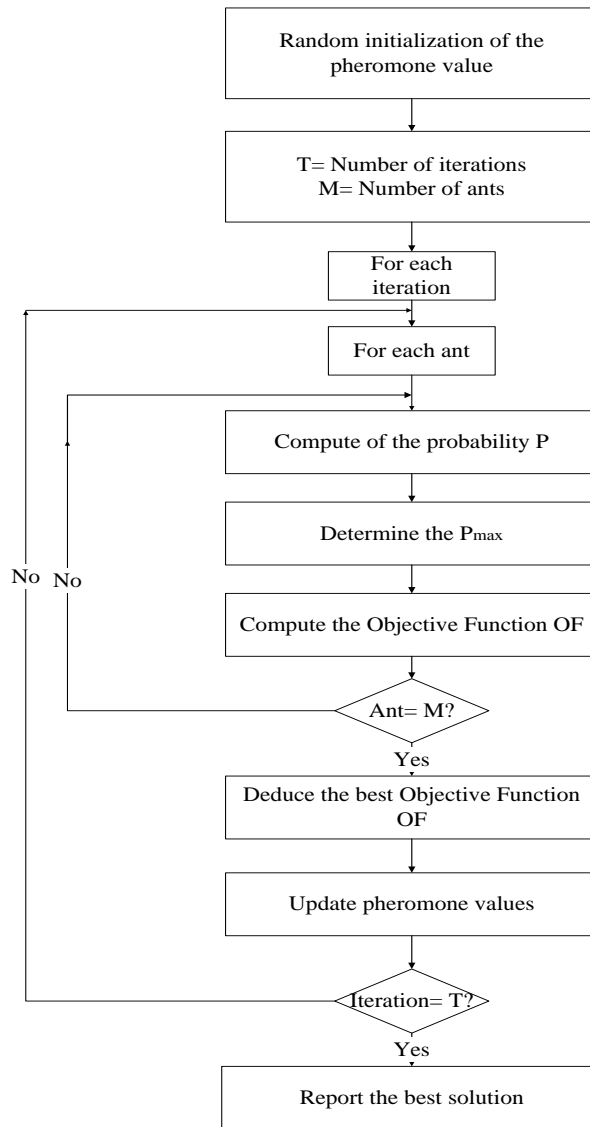 Random initialization of the
pheromone value
T= Number of iterations
M= Number of ants
For each
iteration
For each ant
Compute of the probability P
Determine the Pmax
No
No
Compute the Objective Function OF
Ant= M?
Yes
Deduce the best Objective Function
OF
Update pheromone values
Iteration= T?
Yes
Report the best solution